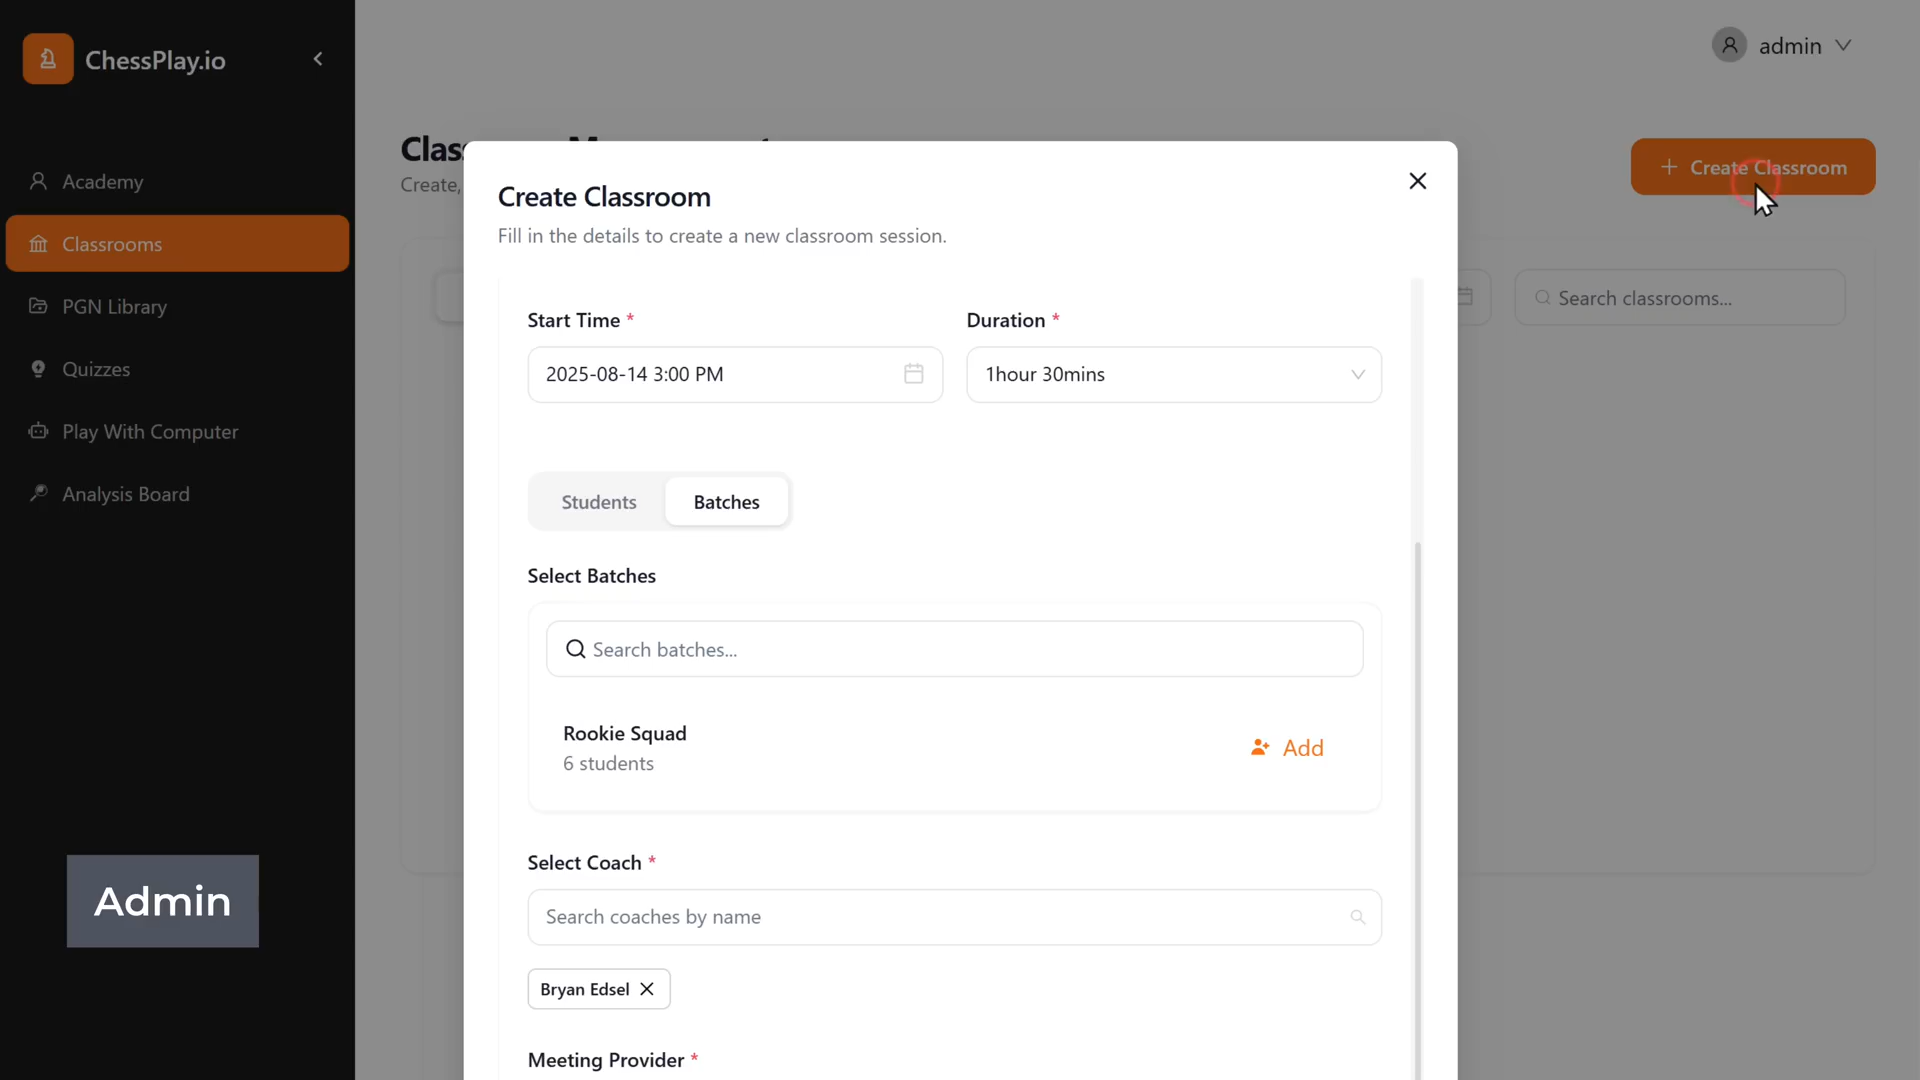 ChessPlay.io
admin
Academy
Classrooms
PGN Library
Quizzes
Play With Computer
Analysis Board
Admin
Create,
Create Classroom
Search classrooms...
Create Classroom
Fill in the details to create a new classroom session.
Start Time *
Duration *
2025-08-14 3:00 PM
1hour 30mins
Students
Batches
Select Batches
Search batches...
Rookie Squad
6 students
Add
Select Coach *
Search coaches by name
Bryan Edsel
Meeting Provider *